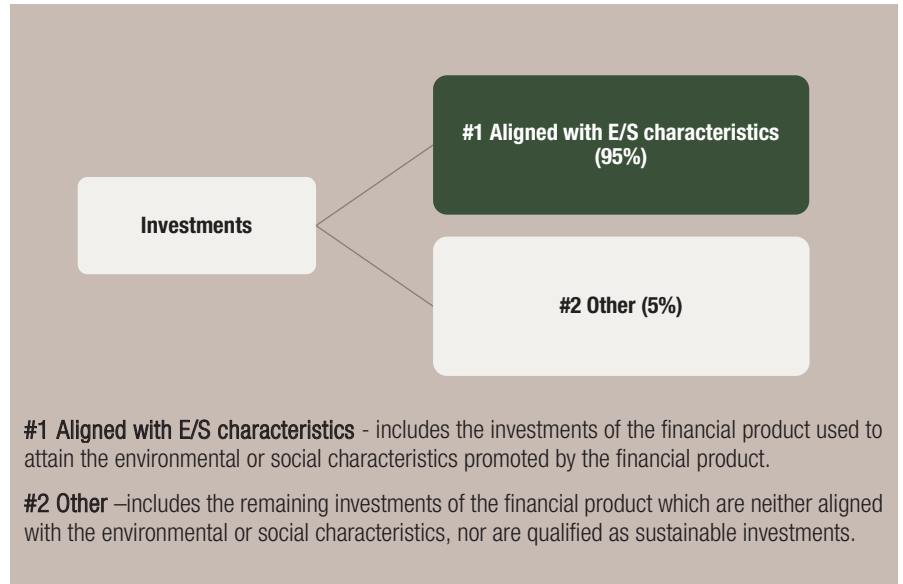 #1 Aligned with E/S characteristics
(95%)
Investments
#2 Other (5%)
#1 Aligned with E/S characteristics - includes the investments of the financial product used to
attain the environmental or social characteristics promoted by the financial product.
#2 Other –includes the remaining investments of the financial product which are neither aligned
with the environmental or social characteristics, nor are qualified as sustainable investments.